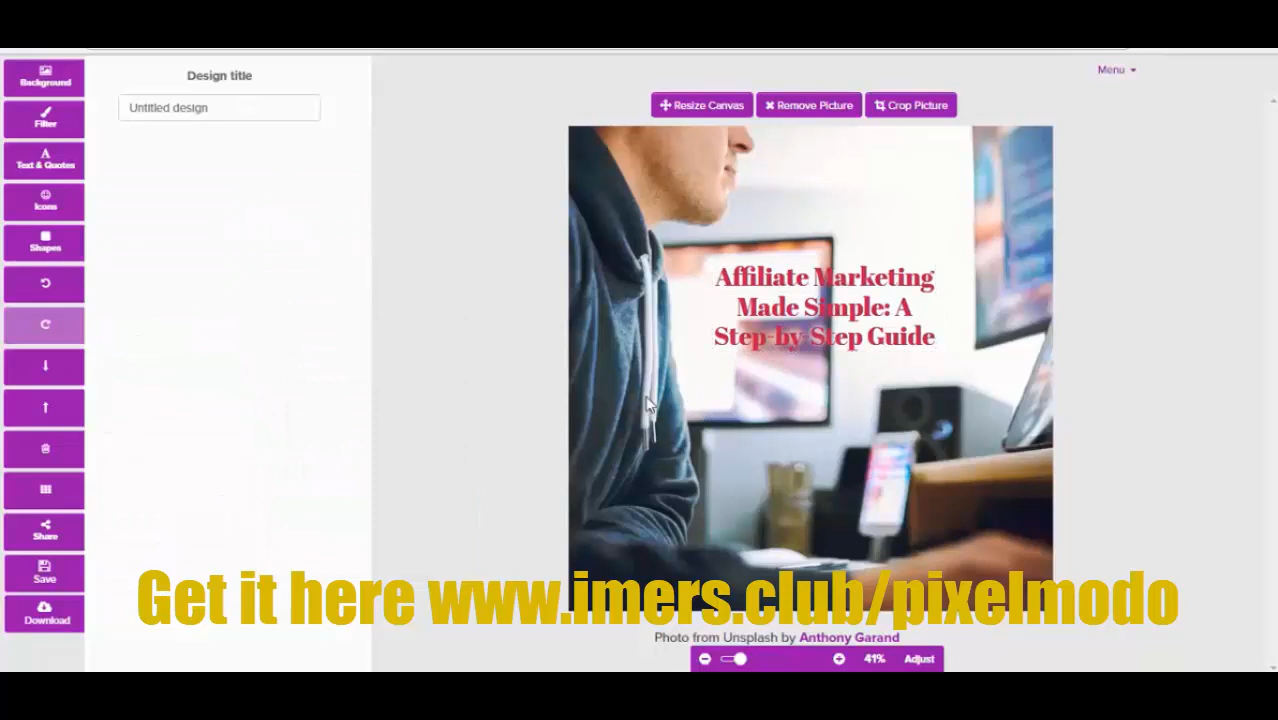 Background
Filter
Text & Quotes
Icons
Shapes
Share
Save
Download
Design title
Untitled design
Menu
Resize Canvas
Remove Picture
Crop Picture
Affiliate Marketing
Made Simple: A
Step-by-Step Guide
Get it here www.imers.club/pixelmodo
Photo from Unsplash by Anthony Garand
41%
Adjust